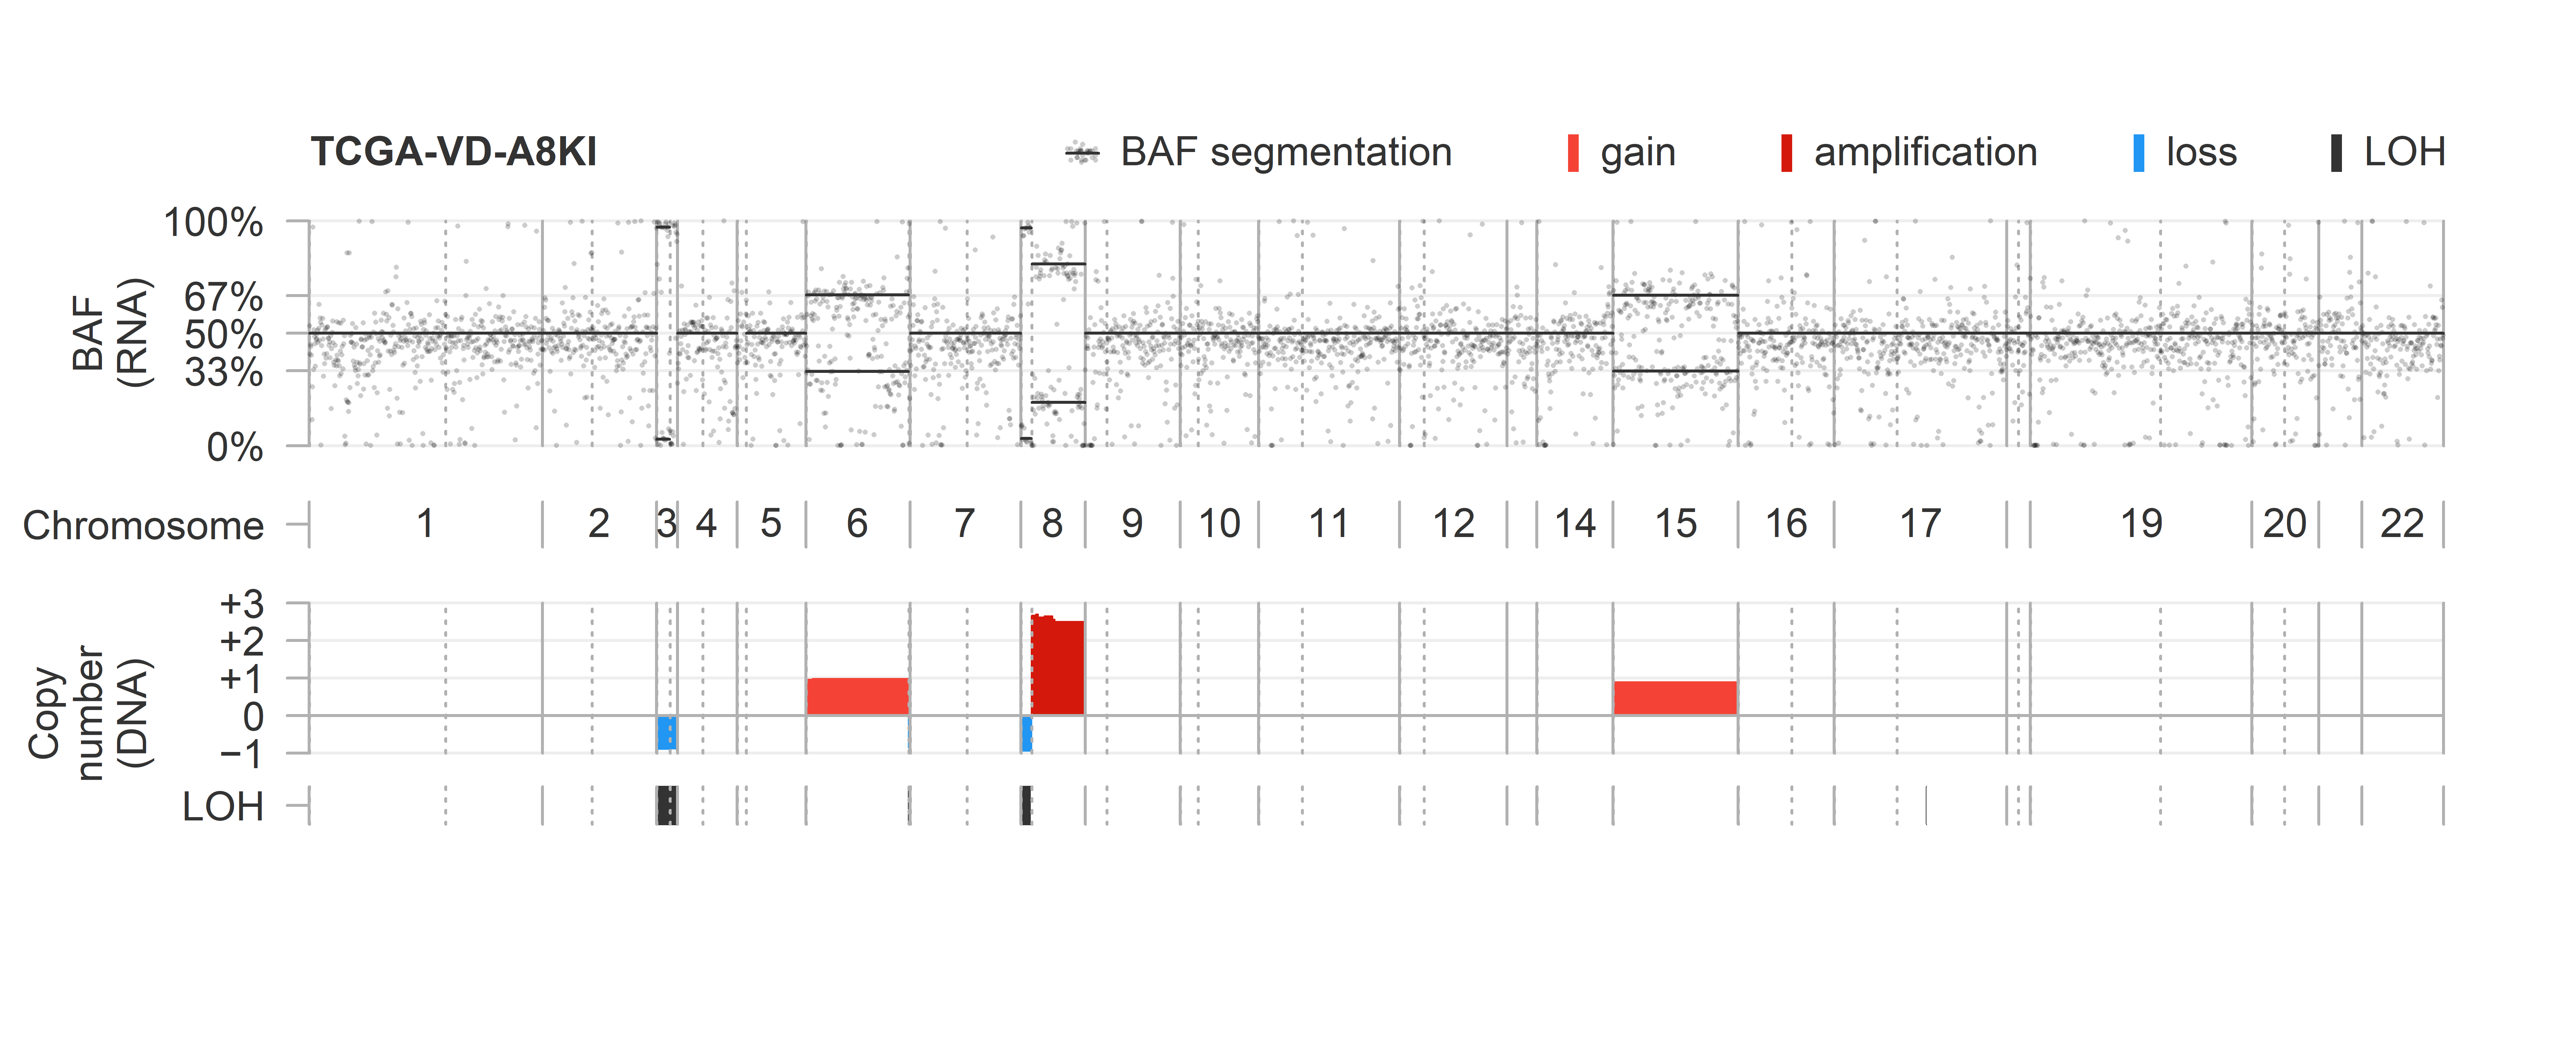 TCGA-VD-A8KI
BAF segmentation gain amplification loss LOH
BAF
(RNA)
100%
67%
50%
33%
0%
Chromosome 1 2 3 4 5 6 7 8 9 10 11 12 14 15 16 17 19 20 22
Copy
number
(DNA)
+3
+2
+1
0
−1
LOH